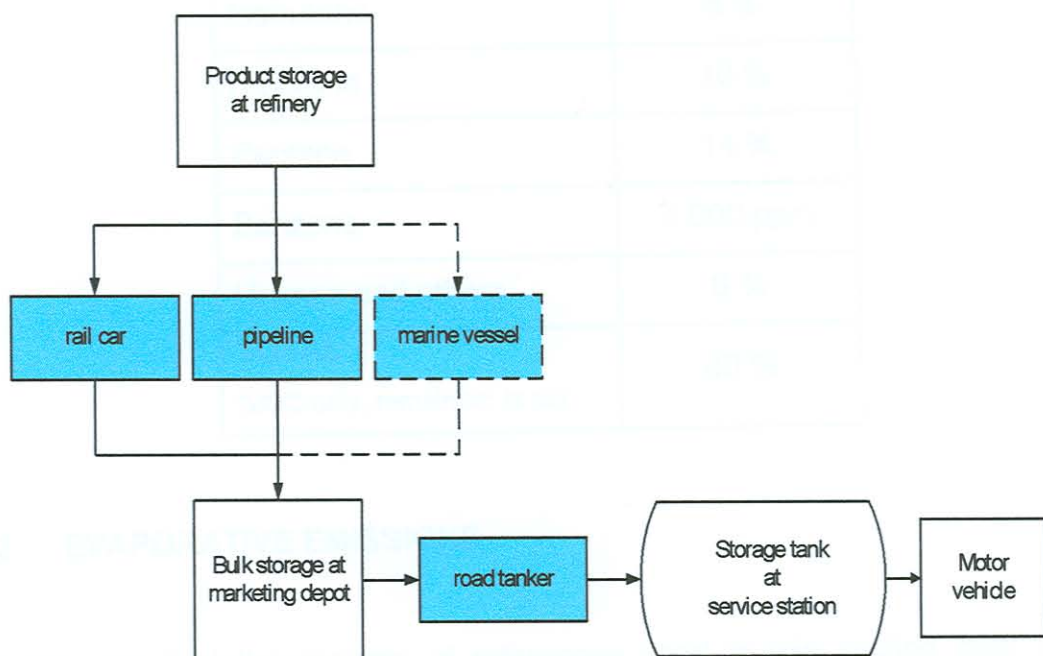 Product storage
at refinery
rail car
pipeline
marine vessel
Bulk storage at
marketing depot
road tanker
Storage tank
at
service station
Motor
vehicle